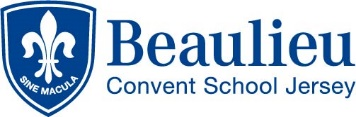 SINE MACULA
Beaulieu
Convent School Jersey